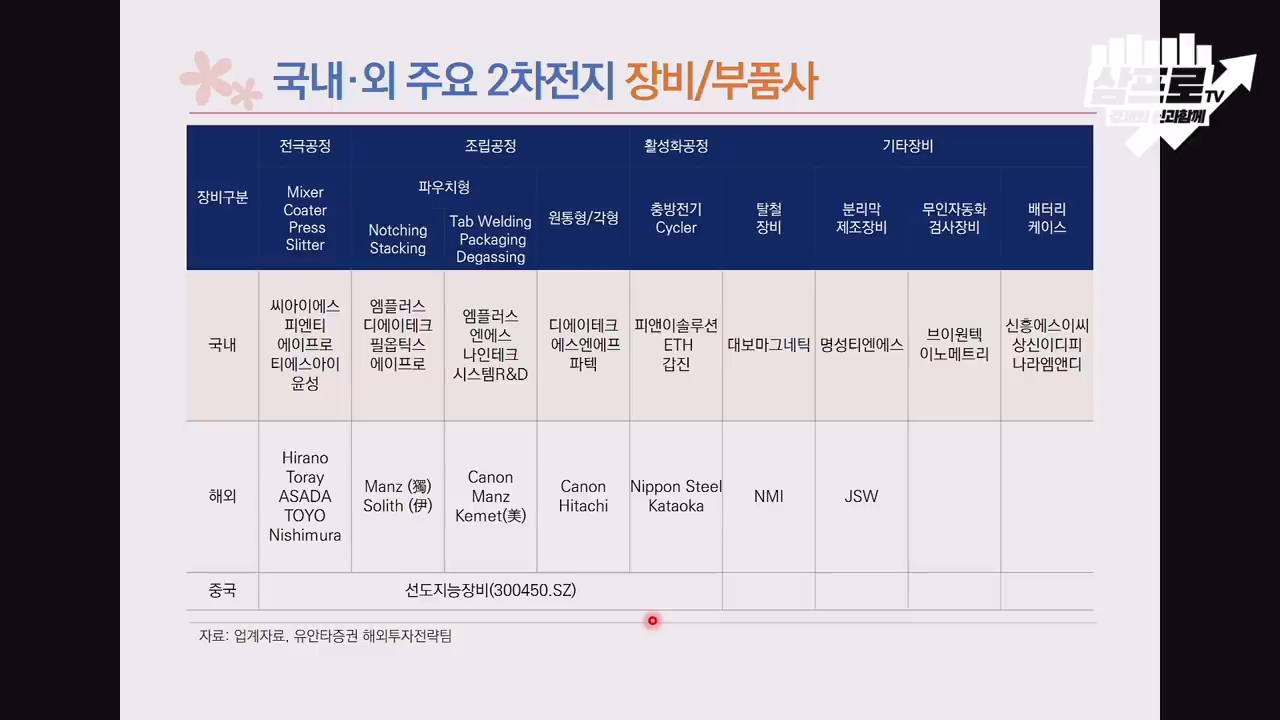 국내·외 주요 2차전지 장비/부품사
삼프로TV
장비구분
전극공정
조립공정
활성화공정
기타장비
Mixer
Coater
Press
Slitter
파우치형
Notching
Stacking
Tab Welding
Packaging
Degassing
원통형/각형
충방전기
Cycler
탈철
장비
분리막
제조장비
무인자동화
검사장비
배터리
케이스
국내
씨아이에스
피엔티
에이프로
티에스아이
윤성
엠플러스
디에이테크
필옵틱스
에이프로
엠플러스
엔에스
나인테크
시스템R&D
디에이테크
에스엔에프
파텍
피앤이솔루션
ETH
갑진
대보마그네틱
명성티엔에스
브이원텍
이노메트리
신흥에스이씨
상신이디피
나라엠앤디
해외
Hirano
Toray
ASADA
TOYO
Nishimura
Manz (獨)
Solith (伊)
Canon
Manz
Kemet(美)
Canon
Hitachi
Nippon Steel
Kataoka
NMI
JSW
중국
선도지능장비(300450.SZ)
자료: 업계자료, 유안타증권 해외투자전략팀